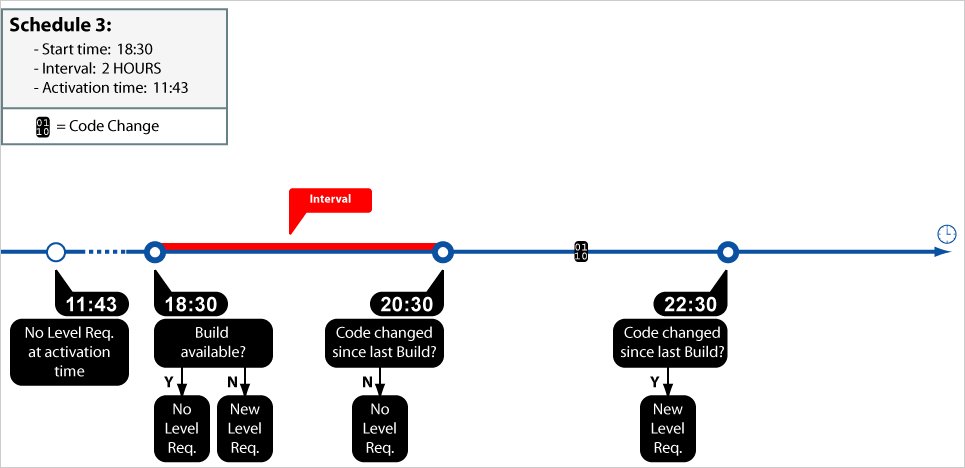 Schedule 3:
- Start time: 18:30
- Interval: 2 HOURS
- Activation time: 11:43
01
10
= Code Change
Interval
01
10
11:43
18:30
20:30
22:30
No Level Req.
at activation
time
Build
available?
Code changed
since last Build?
Code changed
since last Build?
Y
N
N
Y
No
Level
Req.
New
Level
Req.
No
Level
Req.
New
Level
Req.